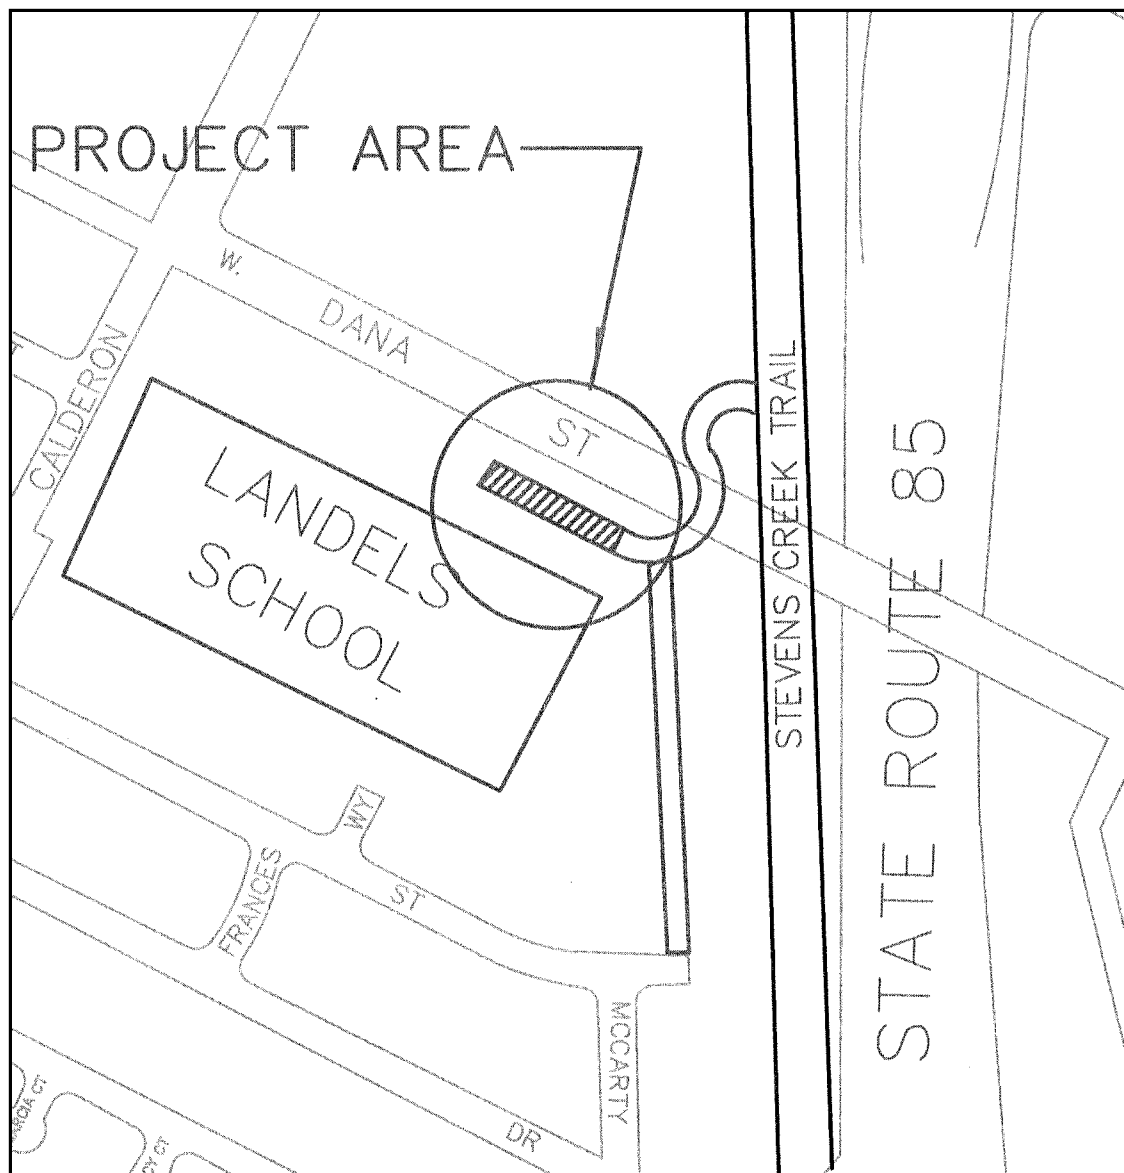 PROJECT AREA
W.
DANA
ST
CALDERON
LANDELS
SCHOOL
STEVENS CREEK TRAIL
STATE ROUTE 85
WY
FRANCES
ST
MCCARTY
DR